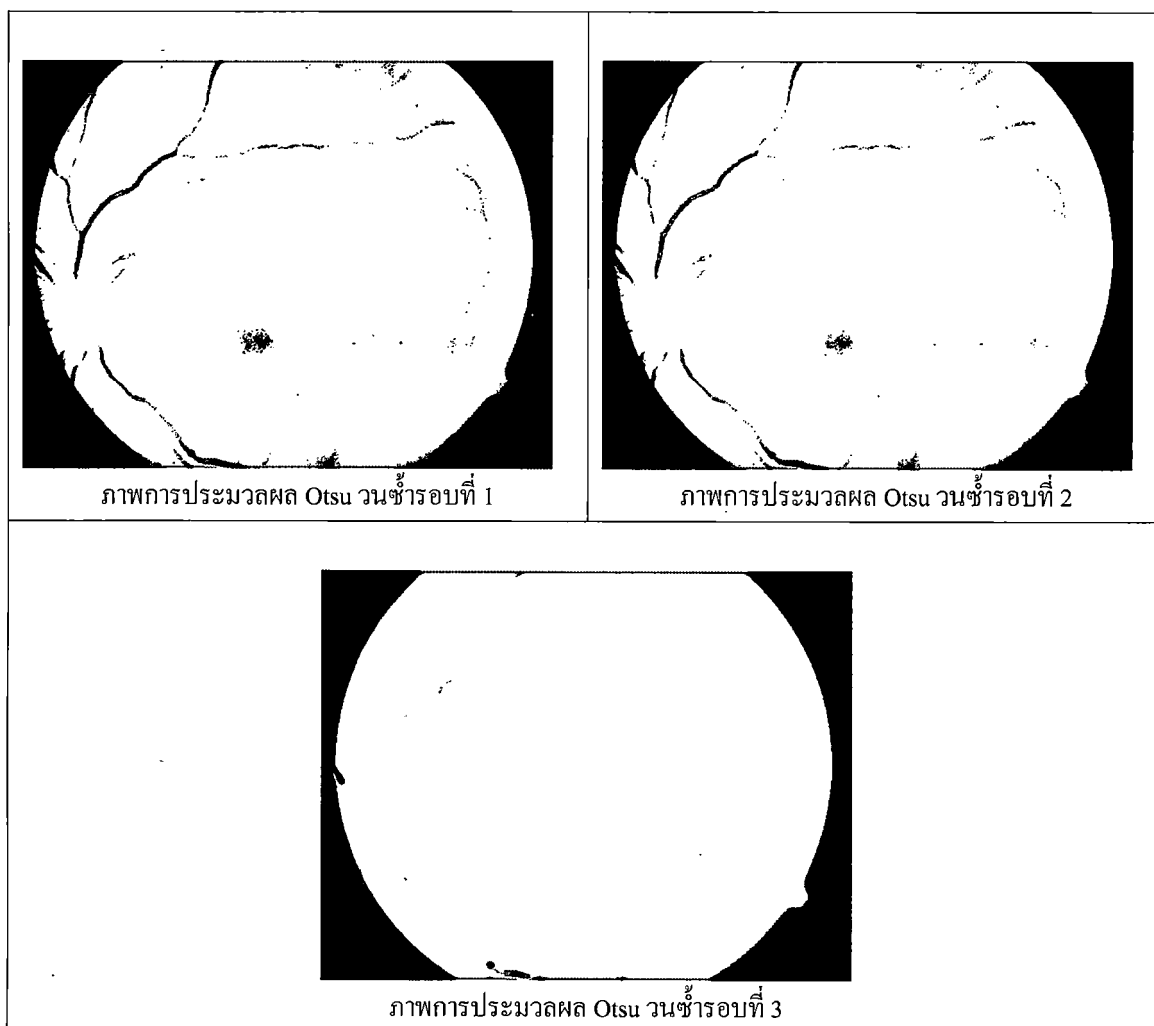 ภาพการประมวลผล Otsu วนซ้ำรอบที่ 1
ภาพการประมวลผล Otsu วนซ้ำรอบที่ 2
ภาพการประมวลผล Otsu วนซ้ำรอบที่ 3